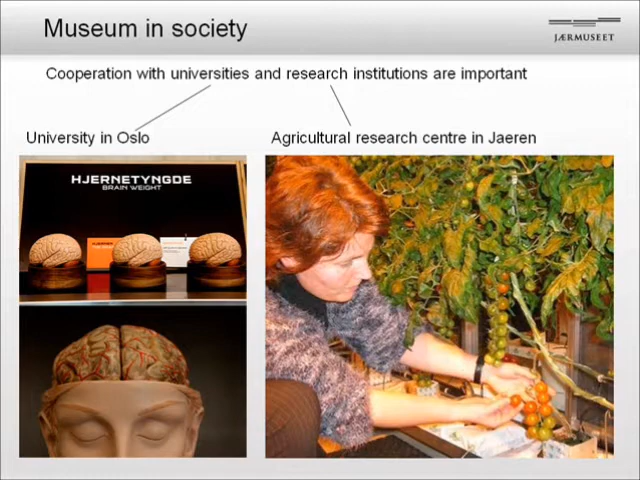 Museum in society
JÆRMUSEET
Cooperation with universities and research institutions are important
University in Oslo
Agricultural research centre in Jaeren
HJERNETYNGDE
BRAIN WEIGHT